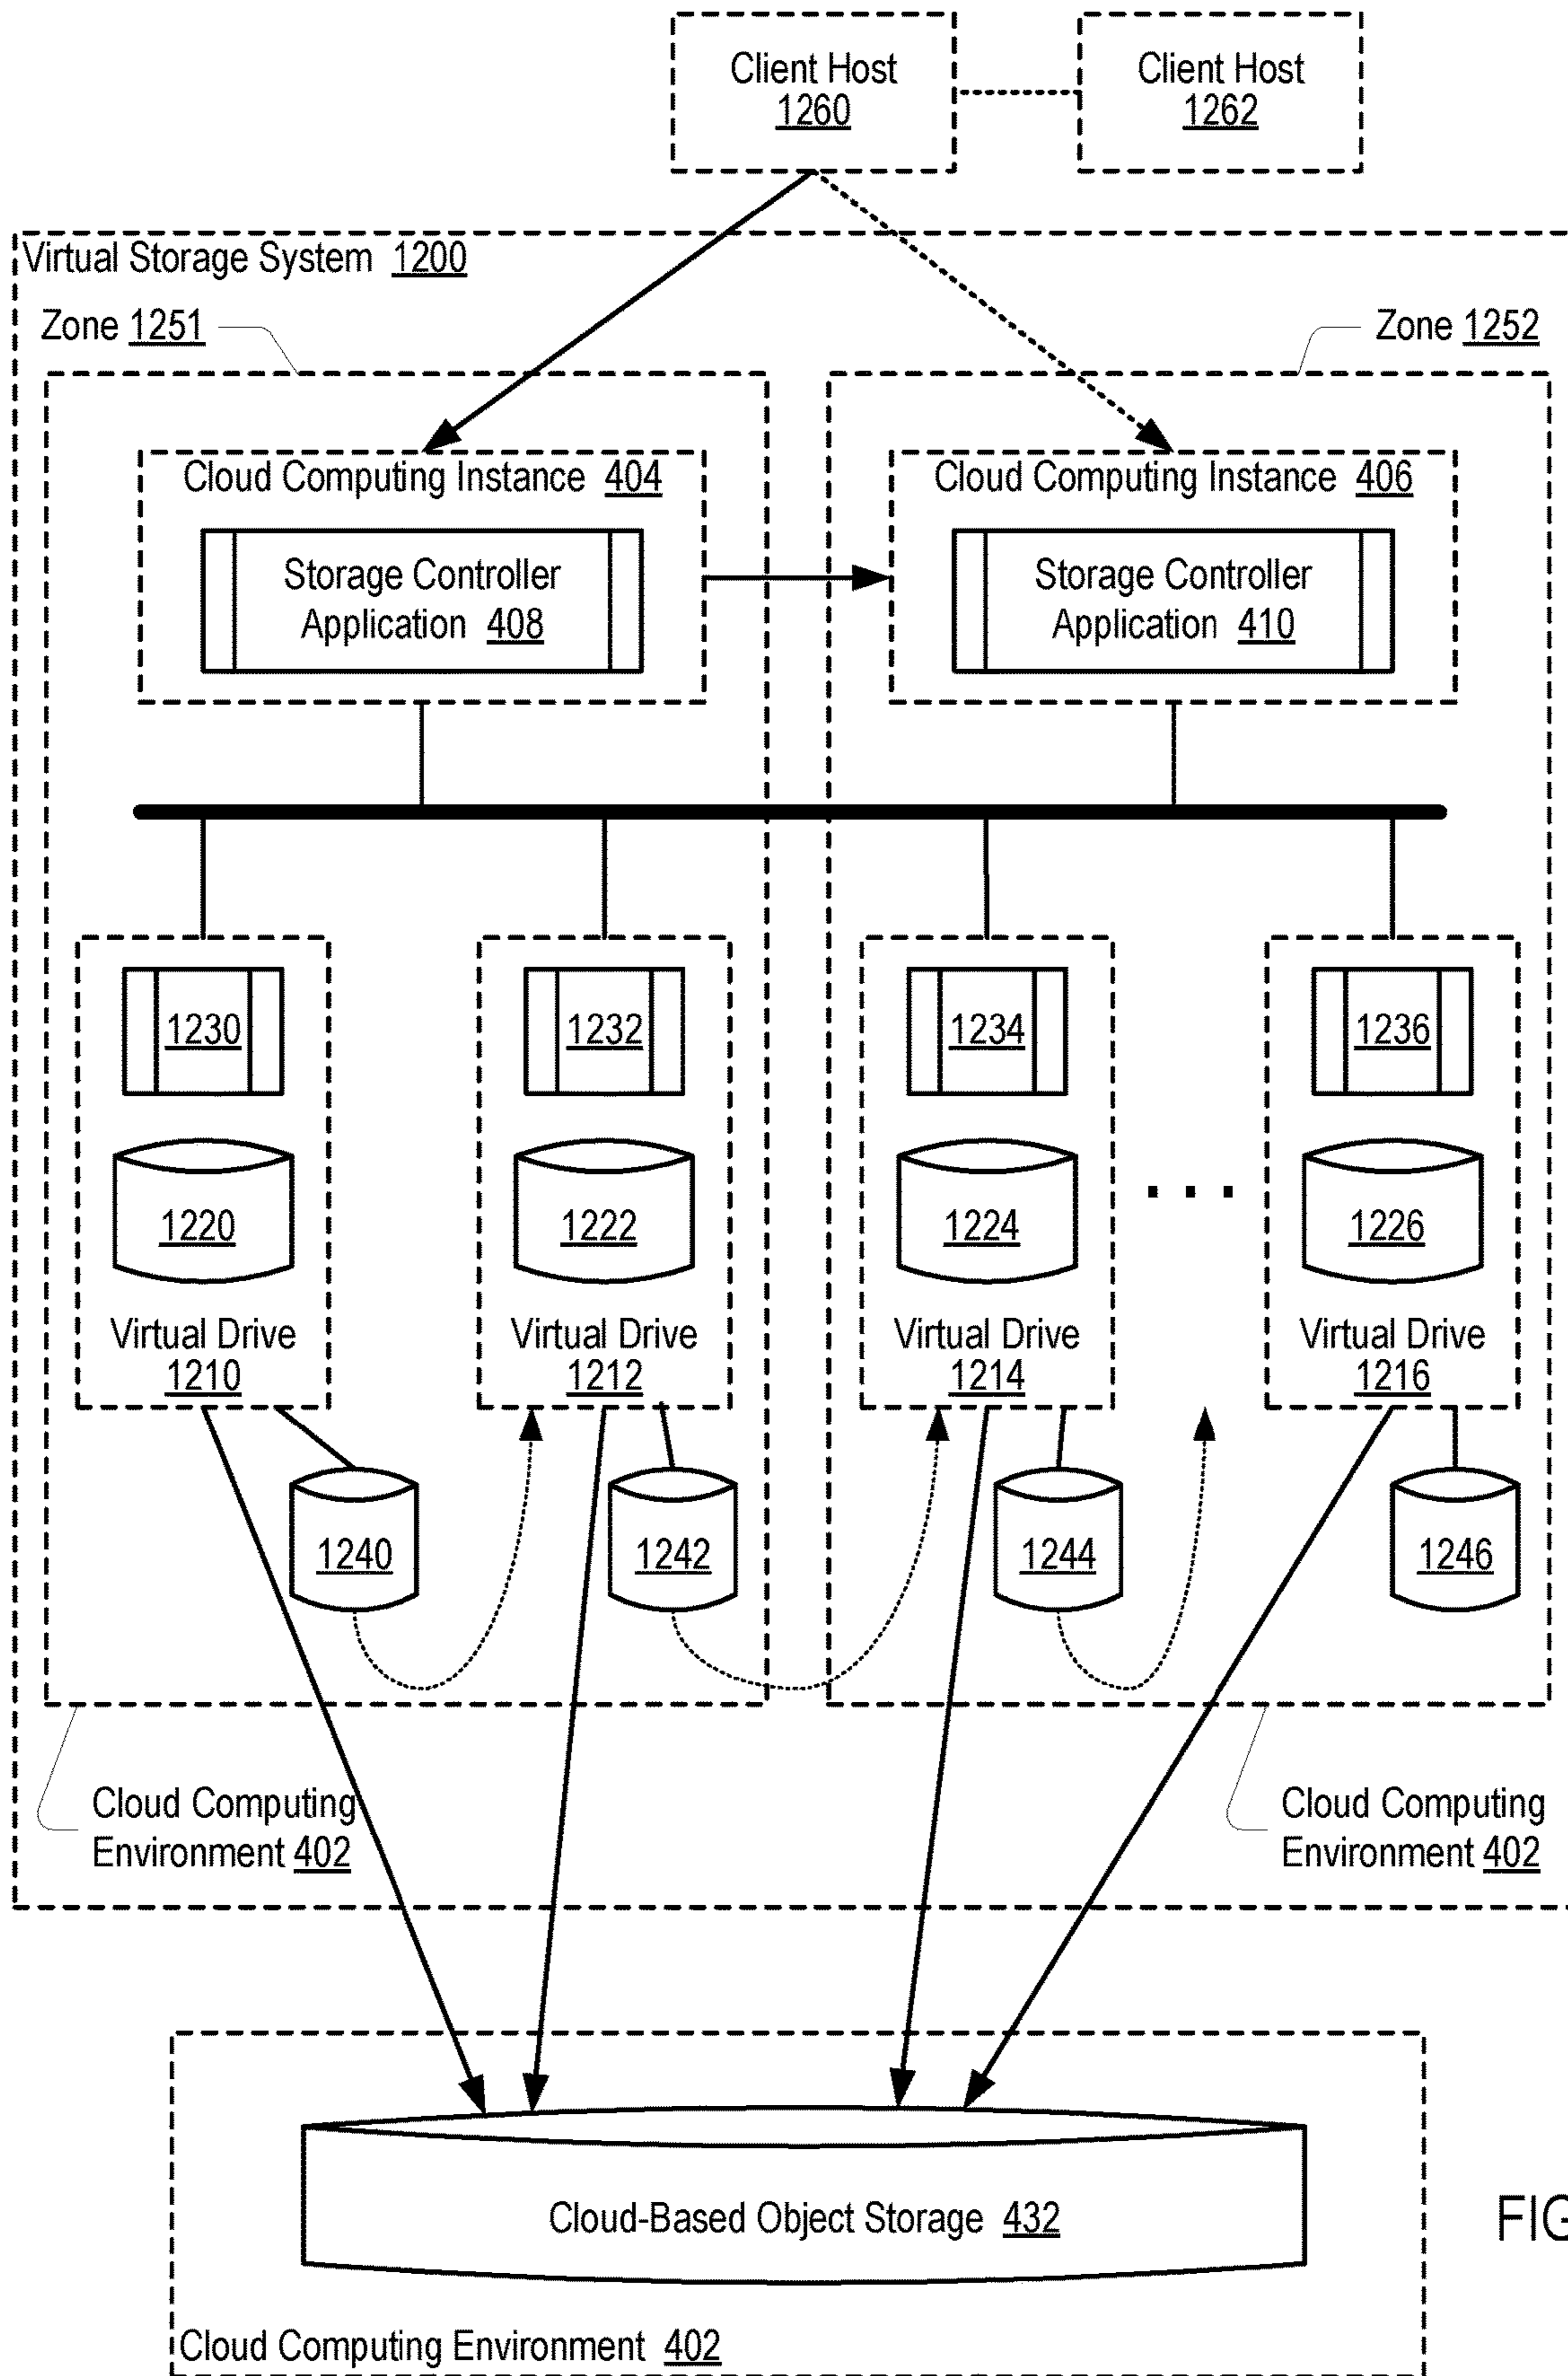 Client Host
1260
Client Host
1262
Virtual Storage System 1200
Zone 1251
Zone 1252
Cloud Computing Instance 404
Storage Controller
Application 408
Cloud Computing Instance 406
Storage Controller
Application 410
1230
1232
1234
1236
1220
1222
1224
. . .
1226
Virtual Drive
1210
Virtual Drive
1212
Virtual Drive
1214
Virtual Drive
1216
1240
1242
1244
1246
Cloud Computing
Environment 402
Cloud Computing
Environment 402
Cloud-Based Object Storage 432
FIG
Cloud Computing Environment 402